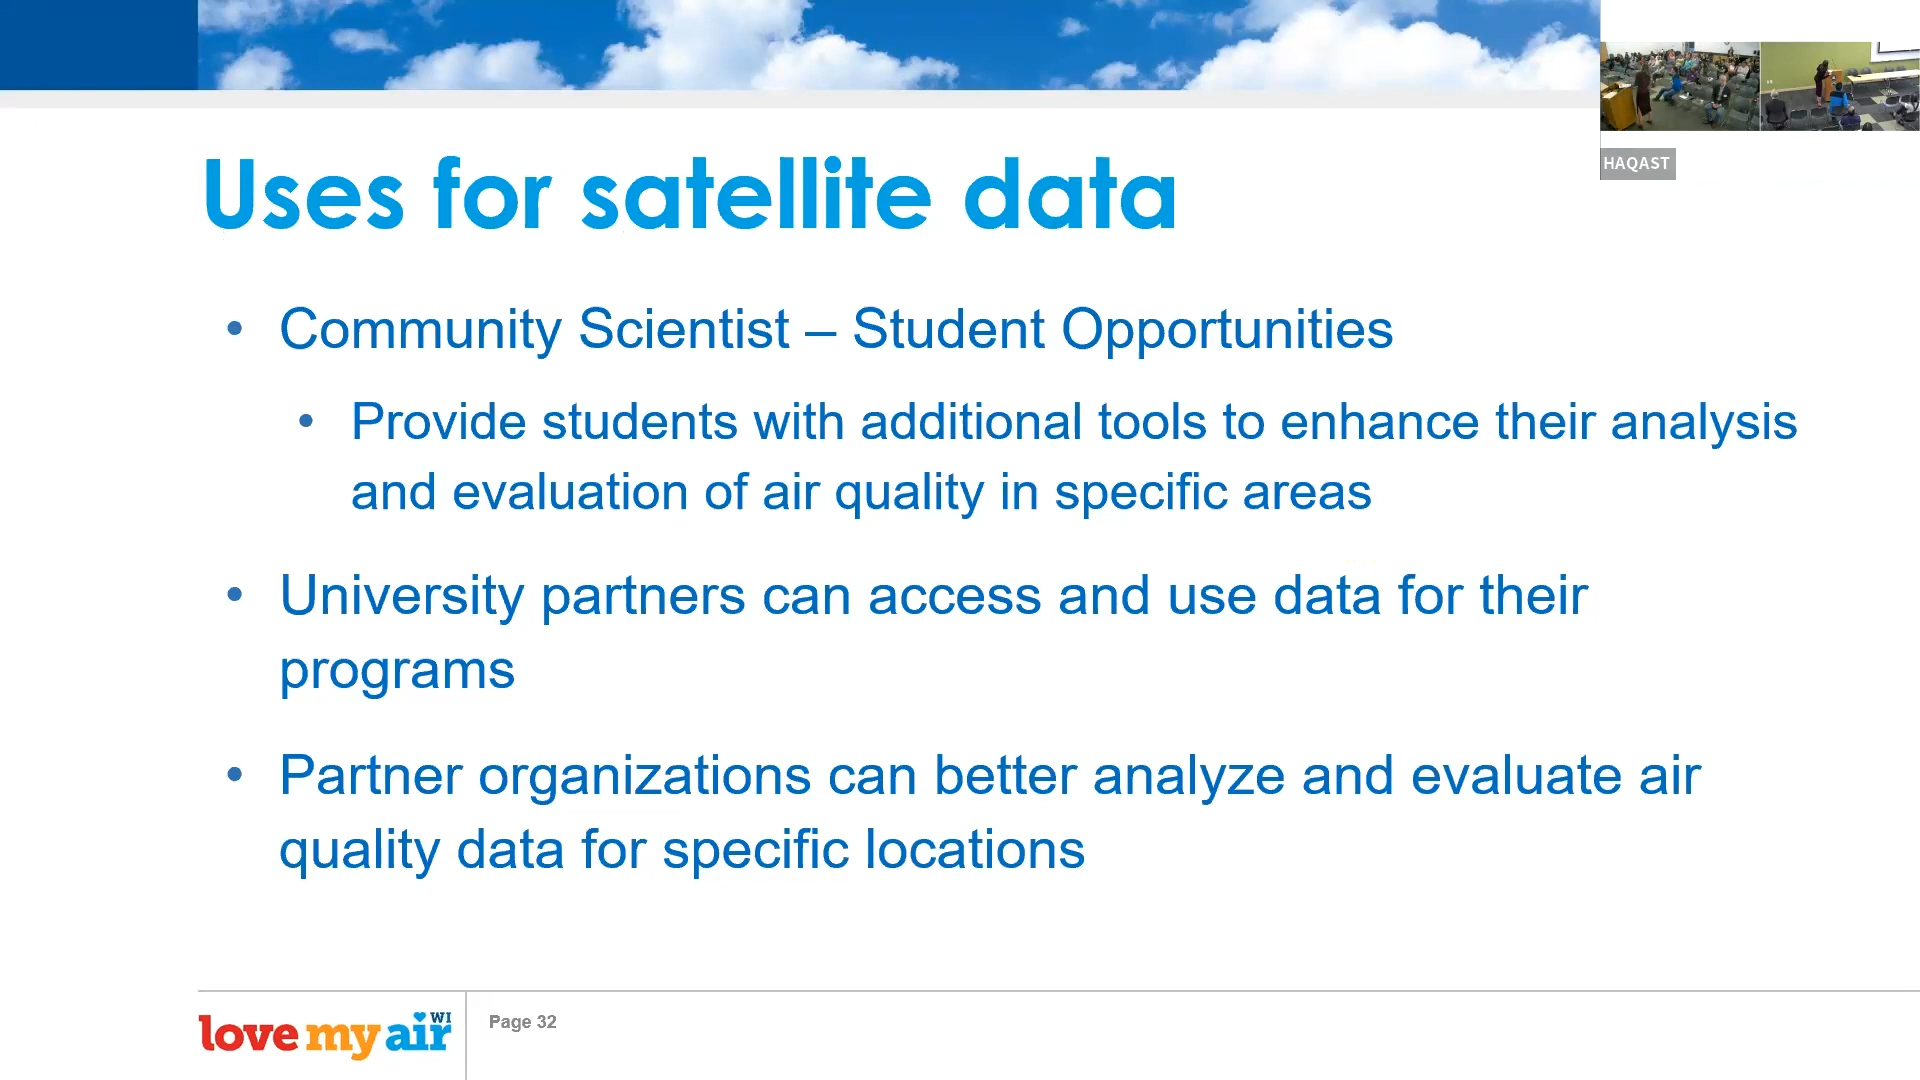 HAQAST
Uses for satellite data
• Community Scientist – Student Opportunities
• Provide students with additional tools to enhance their analysis
and evaluation of air quality in specific areas
• University partners can access and use data for their
programs
• Partner organizations can better analyze and evaluate air
quality data for specific locations
love my air WI
Page 32